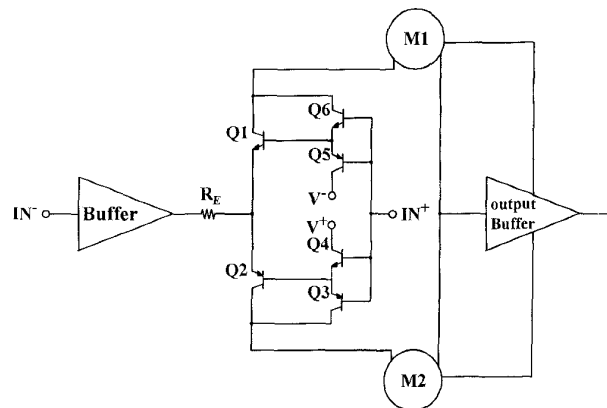 M1
Q6
Q1
Q5
R_E
V⁻
IN⁻
Buffer
IN⁺
output
Buffer
V⁺
Q4
Q2
Q3
M2